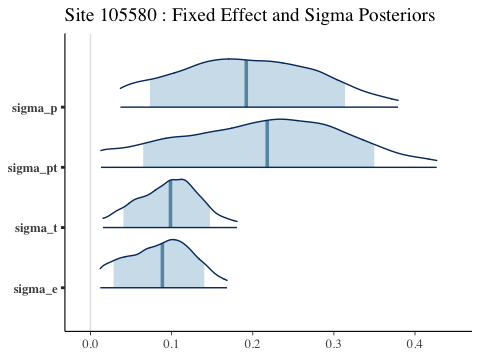 Site 105580 : Fixed Effect and Sigma Posteriors
sigma_p
sigma_pt
sigma_t
sigma_e
0.0 0.1 0.2 0.3 0.4